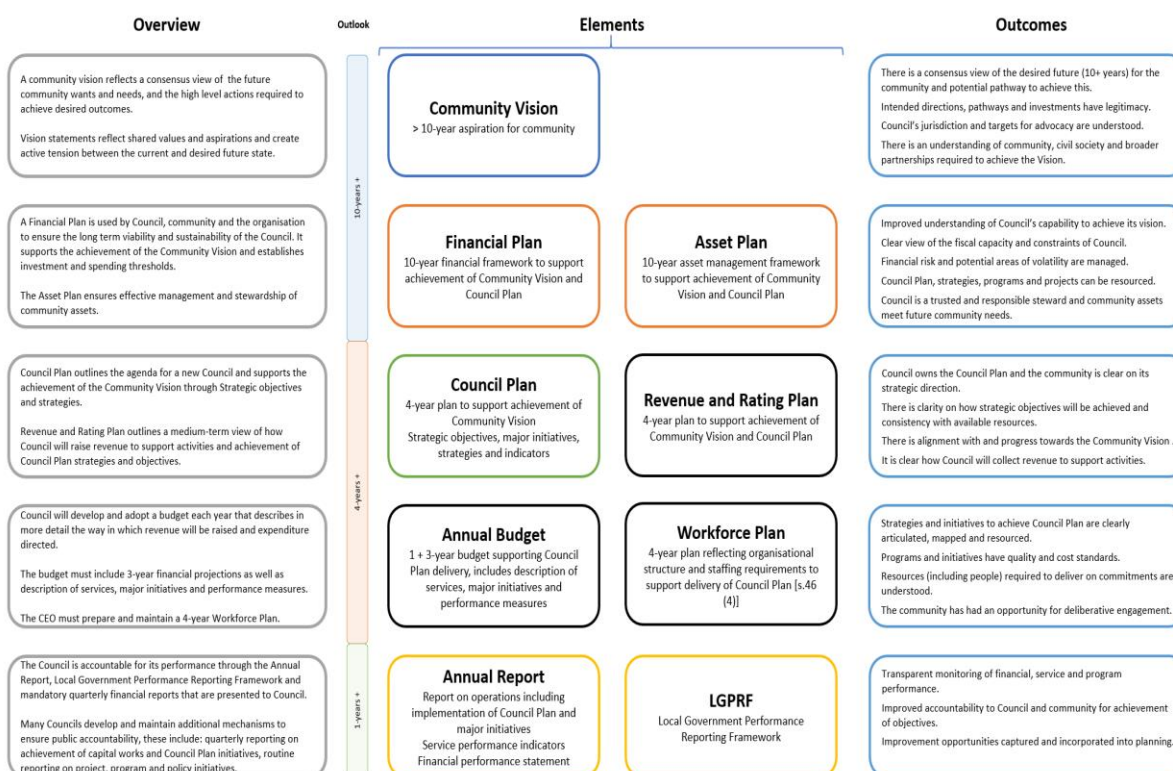 Overview
Outlook
Elements
Outcomes
A community vision reflects a consensus view of the future
community wants and needs, and the high level actions required to
achieve desired outcomes.
Vision statements reflect shared values and aspirations and create
active tension between the current and desired future state.
10-years +
Community Vision
> 10-year aspiration for community
There is a consensus view of the desired future (10+ years) for the
community and potential pathway to achieve this.
Intended directions, pathways and investments have legitimacy.
Council's jurisdiction and targets for advocacy are understood.
There is an understanding of community, civil society and broader
partnerships required to achieve the Vision.
A Financial Plan is used by Council, community and the organisation
to ensure the long term viability and sustainability of the Council. It
supports the achievement of the Community Vision and establishes
investment and spending thresholds.
The Asset Plan ensures effective management and stewardship of
community assets.
Financial Plan
10-year financial framework to support
achievement of Community Vision and
Council Plan
Asset Plan
10-year asset management framework
to support achievement of Community
Vision and Council Plan
Improved understanding of Council's capability to achieve its vision.
Clear view of the fiscal capacity and constraints of Council.
Financial risk and potential areas of volatility are managed.
Council Plan, strategies, programs and projects can be resourced.
Council is a trusted and responsible steward and community assets
meet future community needs.
Council Plan outlines the agenda for a new Council and supports the
achievement of the Community Vision through Strategic objectives
and strategies.
Revenue and Rating Plan outlines a medium-term view of how
Council will raise revenue to support activities and achievement of
Council Plan strategies and objectives.
4-years +
Council Plan
4-year plan to support achievement of
Community Vision
Strategic objectives, major initiatives,
strategies and indicators
Revenue and Rating Plan
4-year plan to support achievement of
Community Vision and Council Plan
Council owns the Council Plan and the community is clear on its
strategic direction.
There is clarity on how strategic objectives will be achieved and
consistency with available resources.
There is alignment with and progress towards the Community Vision .
It is clear how Council will collect revenue to support activities.
Council will develop and adopt a budget each year that describes in
more detail the way in which revenue will be raised and expenditure
directed.
The budget must include 3-year financial projections as well as
description of services, major initiatives and performance measures.
The CEO must prepare and maintain a 4-year Workforce Plan.
Annual Budget
1 + 3-year budget supporting Council
Plan delivery, includes description of
services, major initiatives and
performance measures
Workforce Plan
4-year plan reflecting organisational
structure and staffing requirements to
support delivery of Council Plan [s.46
(4)]
Strategies and initiatives to achieve Council Plan are clearly
articulated, mapped and resourced.
Programs and initiatives have quality and cost standards.
Resources (including people) required to deliver on commitments are
understood.
The community has had an opportunity for deliberative engagement.
The Council is accountable for its performance through the Annual
Report, Local Government Performance Reporting Framework and
mandatory quarterly financial reports that are presented to Council.
Many Councils develop and maintain additional mechanisms to
ensure public accountability, these include: quarterly reporting on
achievement of capital works and Council Plan initiatives, routine
reporting on project, program and policy initiatives.
1-years +
Annual Report
Report on operations including
implementation of Council Plan and
major initiatives
Service performance indicators
Financial performance statement
LGPRF
Local Government Performance
Reporting Framework
Transparent monitoring of financial, service and program
performance.
Improved accountability to Council and community for achievement
of objectives.
Improvement opportunities captured and incorporated into planning.